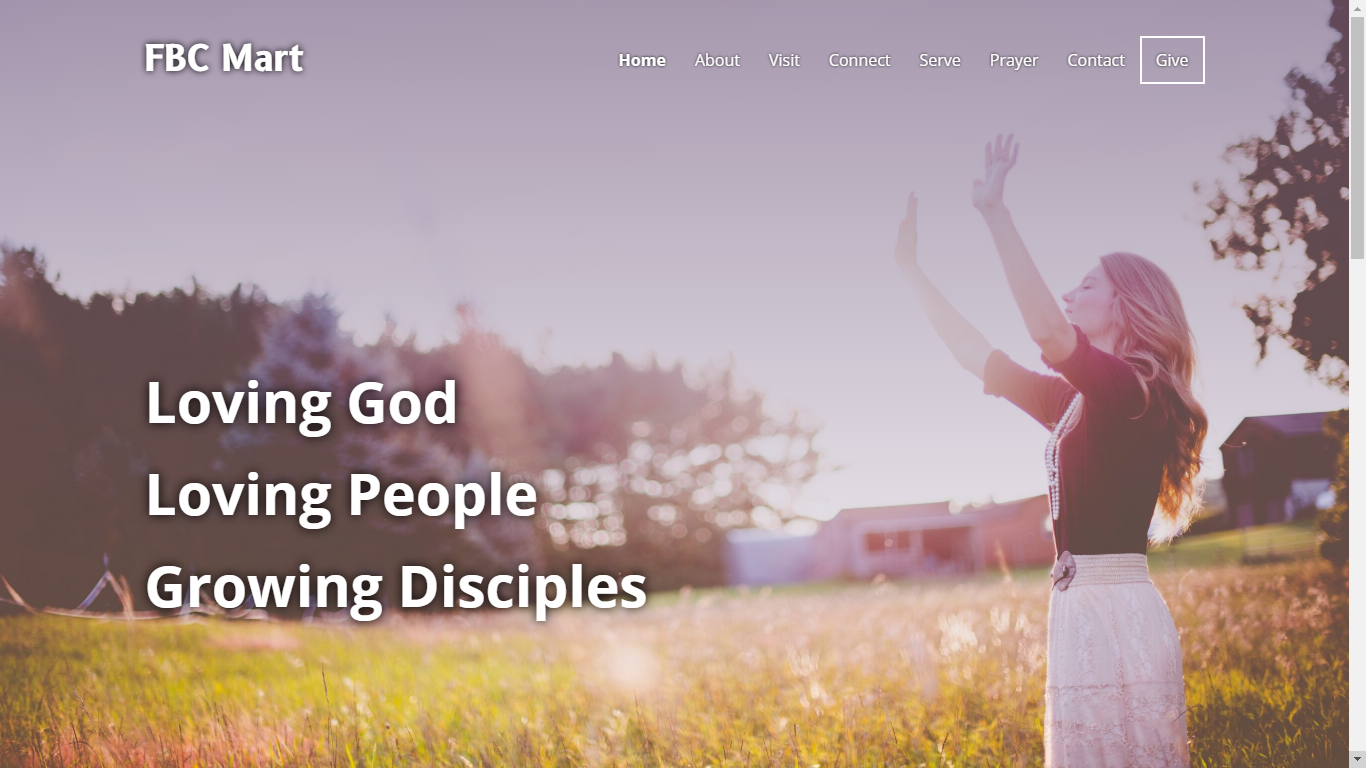 FBC Mart
Home About Visit Connect Serve Prayer Contact Give
Loving God
Loving People
Growing Disciples